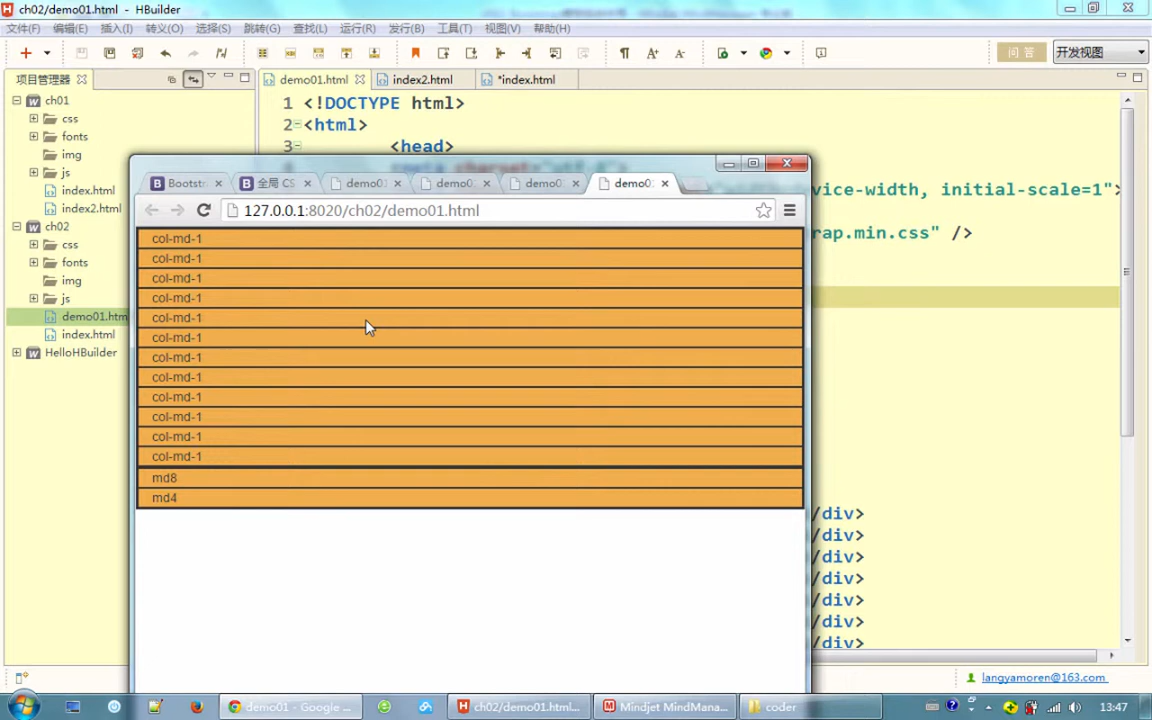 ch02/demo01.html - HBuilder
文件(F) 编辑(E) 插入(I) 转义(O) 选择(S) 跳转(G) 查找(L) 运行(R) 发行(B) 工具(T) 视图(V) 帮助(H)
问 答 开发视图
项目管理器 demo01.html index2.html *index.html
ch01
css
fonts
img
js
index.html
index2.html
ch02
css
fonts
img
js
demo01.htm
index.html
HelloHBuilder
1 <!DOCTYPE html>
2 <html>
3 <head>
vice-width, initial-scale=1">
rap.min.css" />
Bootstr 全局 CS demo0 demo0 demo0 demo0
127.0.0.1:8020/ch02/demo01.html
col-md-1
col-md-1
col-md-1
col-md-1
col-md-1
col-md-1
col-md-1
col-md-1
col-md-1
col-md-1
col-md-1
col-md-1
md8
md4
/div>
/div>
/div>
/div>
/div>
/div>
/div>
langyamoren@163.com
demo01 - Google ... ch02/demo01.html... Mindjet MindMana... coder 13:47